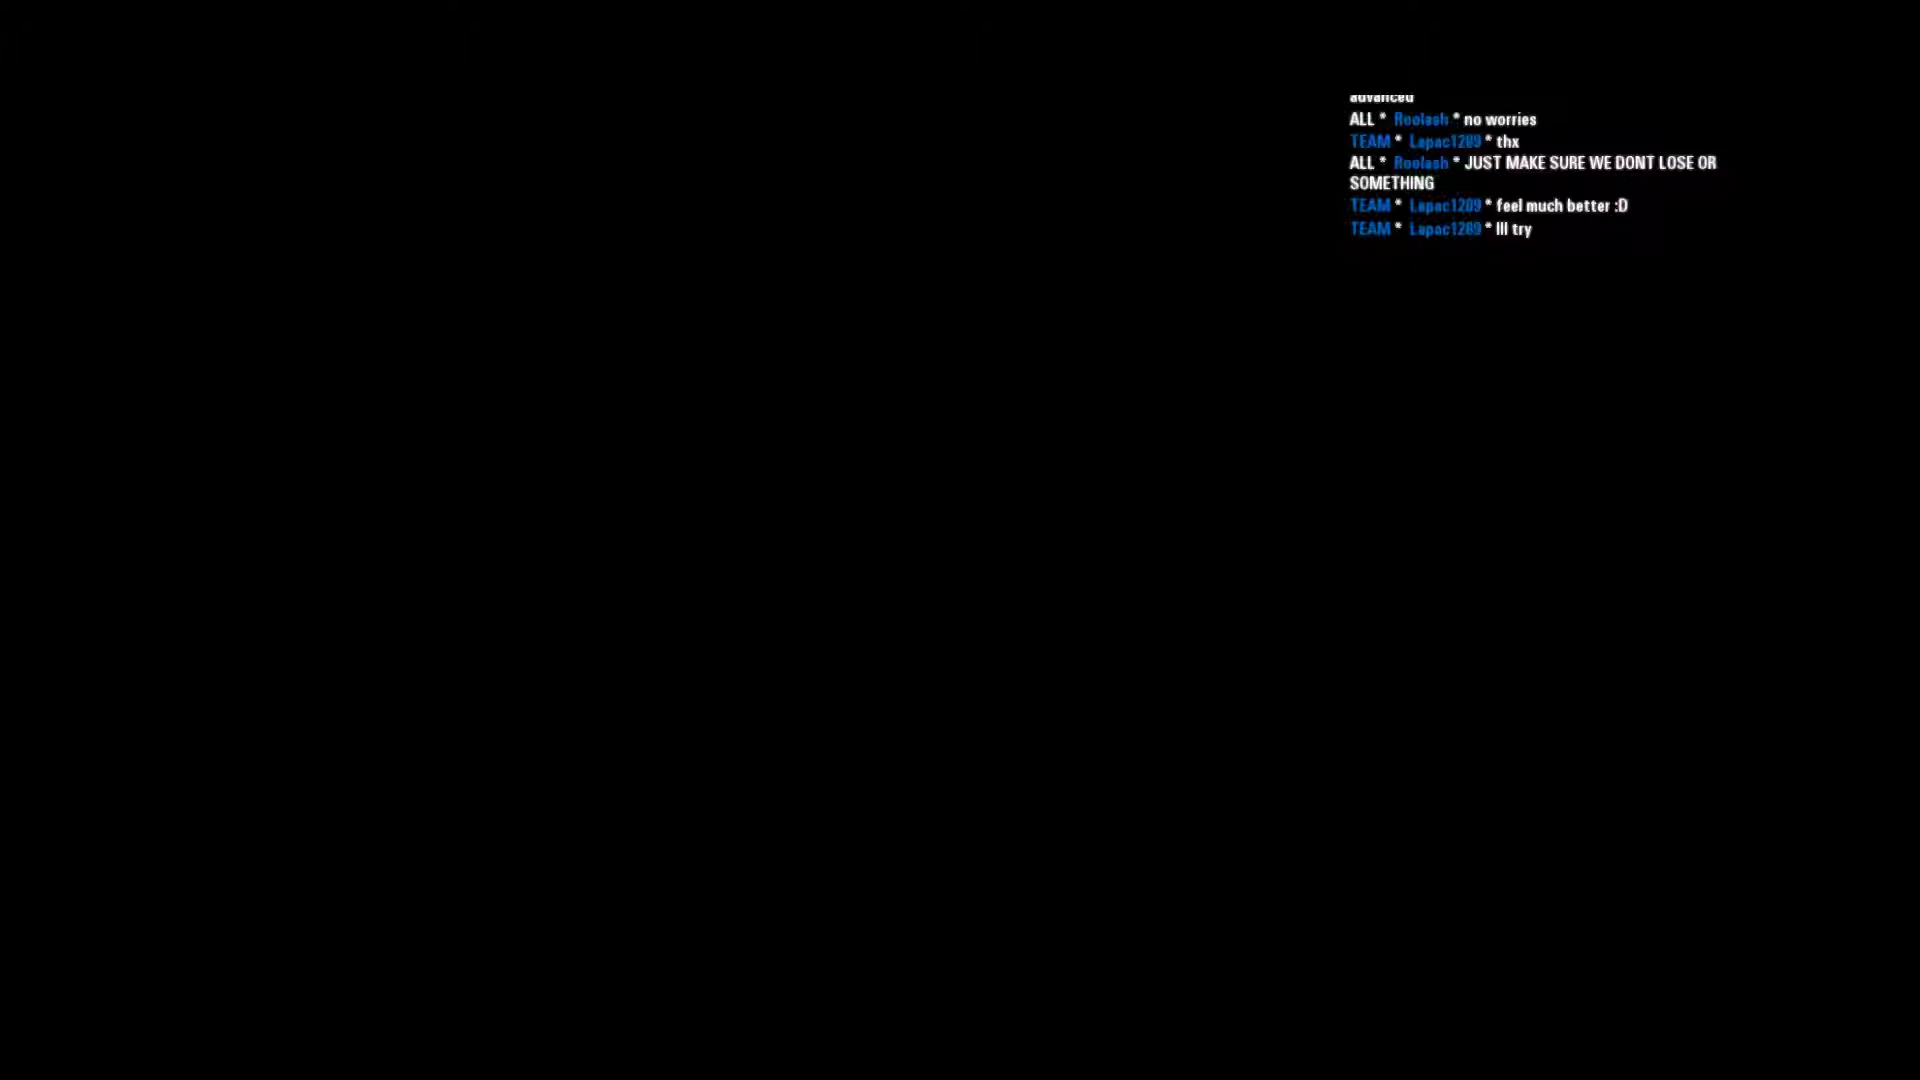 advanced
ALL * Roolash * no worries
TEAM * Lapac1289 * thx
ALL * Roolash * JUST MAKE SURE WE DONT LOSE OR
SOMETHING
TEAM * Lapac1289 * feel much better :D
TEAM * Lapac1289 * Ill try